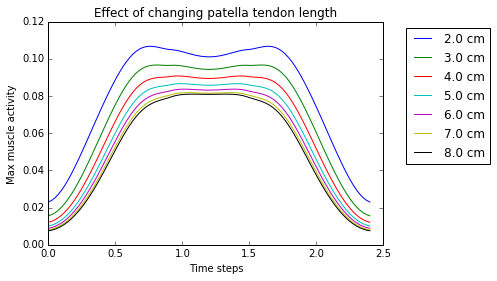 Effect of changing patella tendon length
Max muscle activity
0.12
0.10
0.08
0.06
0.04
0.02
0.00
0.0 0.5 1.0 1.5 2.0 2.5
Time steps
2.0 cm
3.0 cm
4.0 cm
5.0 cm
6.0 cm
7.0 cm
8.0 cm